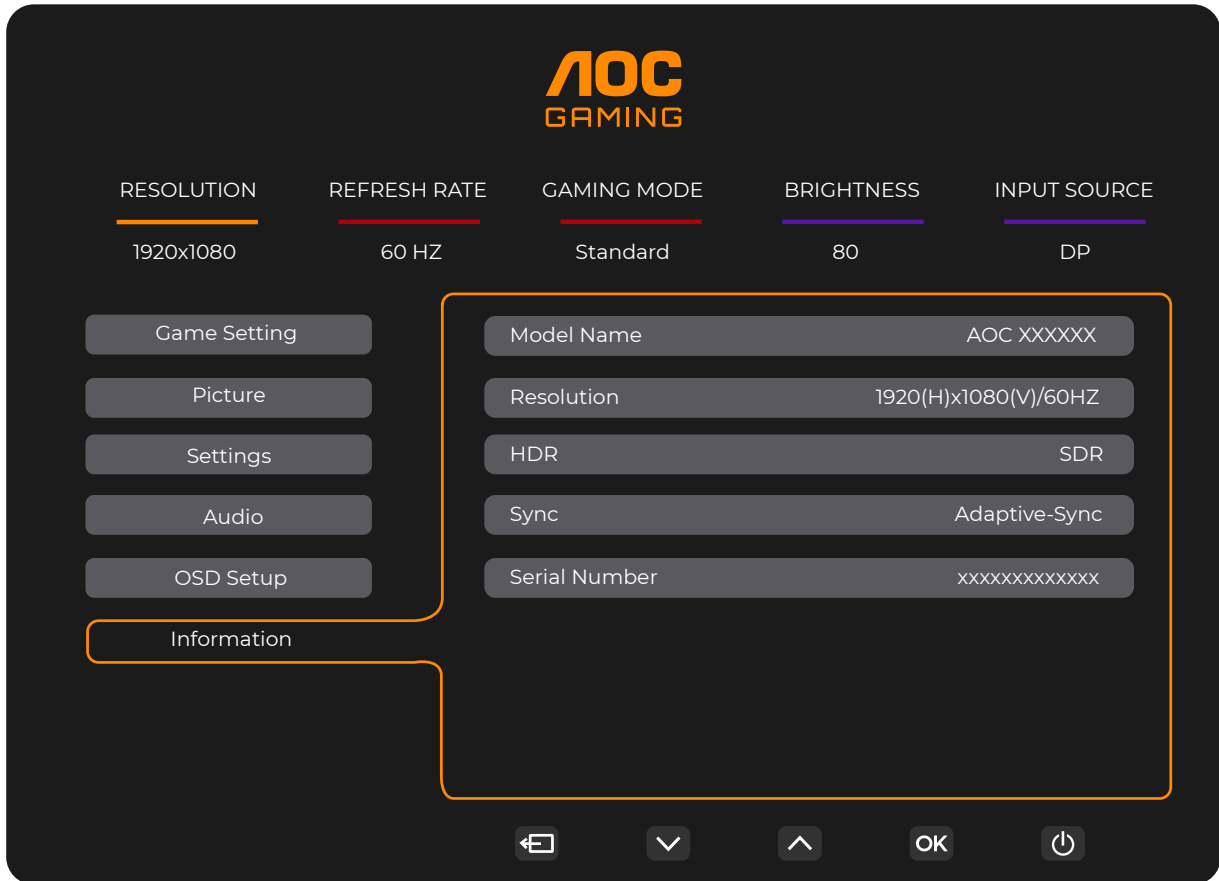 AOC
GAMING
RESOLUTION REFRESH RATE GAMING MODE BRIGHTNESS INPUT SOURCE
1920x1080 60 HZ Standard 80 DP
Game Setting
Model Name AOC XXXXXX
Picture
Resolution 1920(H)x1080(V)/60HZ
Settings
HDR SDR
Audio
Sync Adaptive-Sync
OSD Setup
Serial Number xxxxxxxxxxxxx
Information
OK